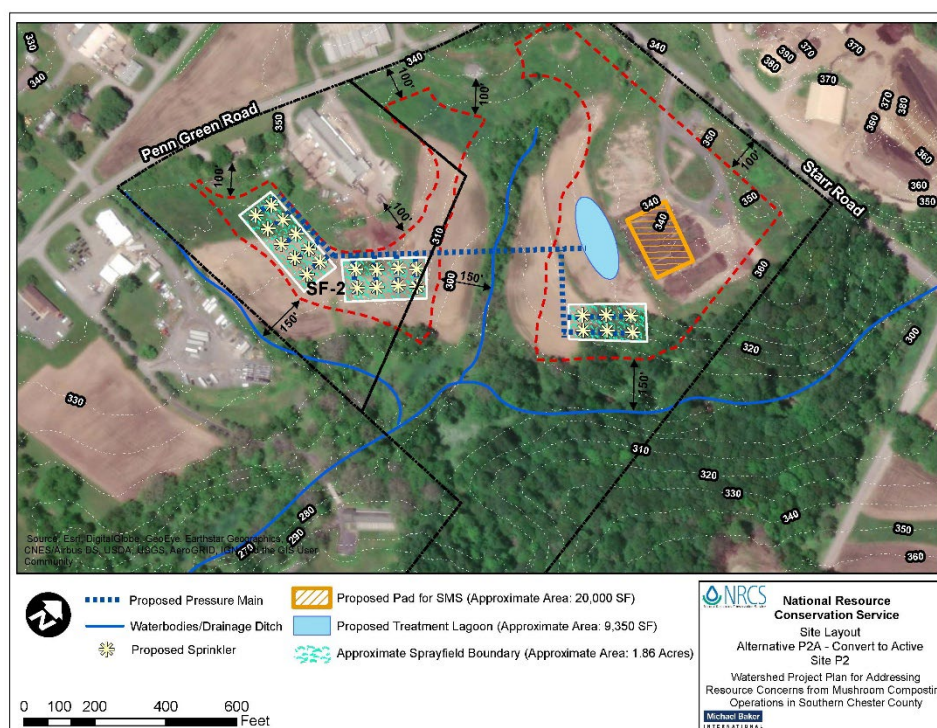 330
340
Penn Green Road
350
340
100'
100'
100'
100'
310
SF-2
150'
300
150'
340
370
390
380
370
370
360
380
370
380
360
360
350
350
100'
Starr Road
350
340
340
360
320
300
150'
310
320
330
340
350
360
330
280
290
270
Source: Esri, DigitalGlobe, GeoEye, Earthstar Geographics,
CNES/Airbus DS, USDA, USGS, AeroGRID, IGN, and the GIS User
Community
Proposed Pressure Main
Waterbodies/Drainage Ditch
Proposed Sprinkler
Proposed Pad for SMS (Approximate Area: 20,000 SF)
Proposed Treatment Lagoon (Approximate Area: 9,350 SF)
Approximate Sprayfield Boundary (Approximate Area: 1.86 Acres)
0 100 200 400 600
Feet
NRCS
National Resource
Conservation Service
Site Layout
Alternative P2A - Convert to Active
Site P2
Watershed Project Plan for Addressing
Resource Concerns from Mushroom Composting
Operations in Southern Chester County
Michael Baker
INTERNATIONAL